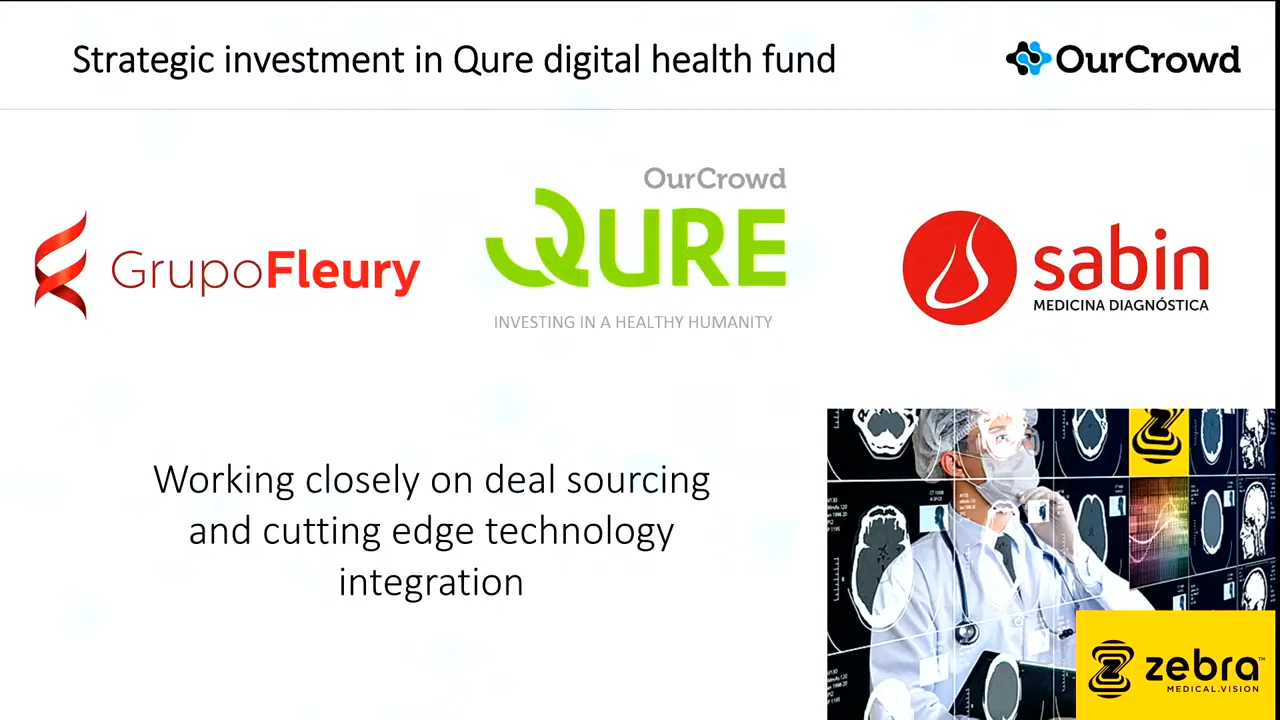 Strategic investment in Qure digital health fund
OurCrowd
OurCrowd
QURE
INVESTING IN A HEALTHY HUMANITY
GrupoFleury
sabin
MEDICINA DIAGNÓSTICA
Working closely on deal sourcing
and cutting edge technology
integration
zebra™
MEDICAL.VISION